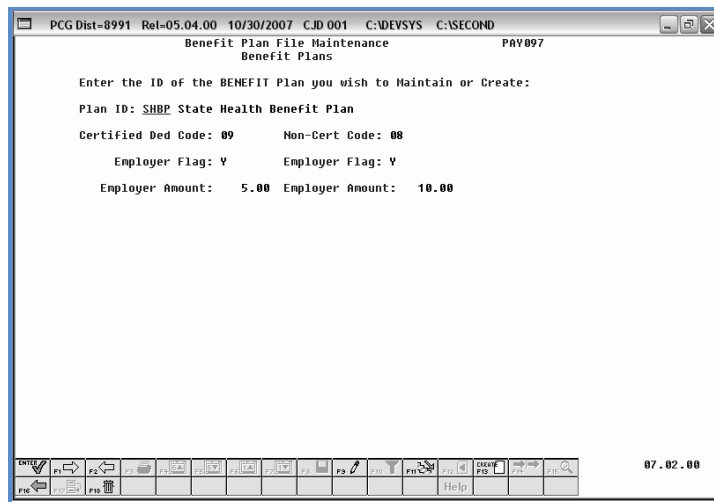 PCG Dist=8991 Rel=05.04.00 10/30/2007 CJD 001 C:\DEVSYS C:\SECOND
Benefit Plan File Maintenance PAY097
Benefit Plans
Enter the ID of the BENEFIT Plan you wish to Maintain or Create:
Plan ID: SHBP State Health Benefit Plan
Certified Ded Code: 09 Non-Cert Code: 08
Employer Flag: Y Employer Flag: Y
Employer Amount: 5.00 Employer Amount: 10.00
ENTER F1 F2 F3 F4 F5 F6 F7 F8 F9 F10 F11 F12 CREATE F13 F14 F15 07.02.00
F16 F17 F18 Help